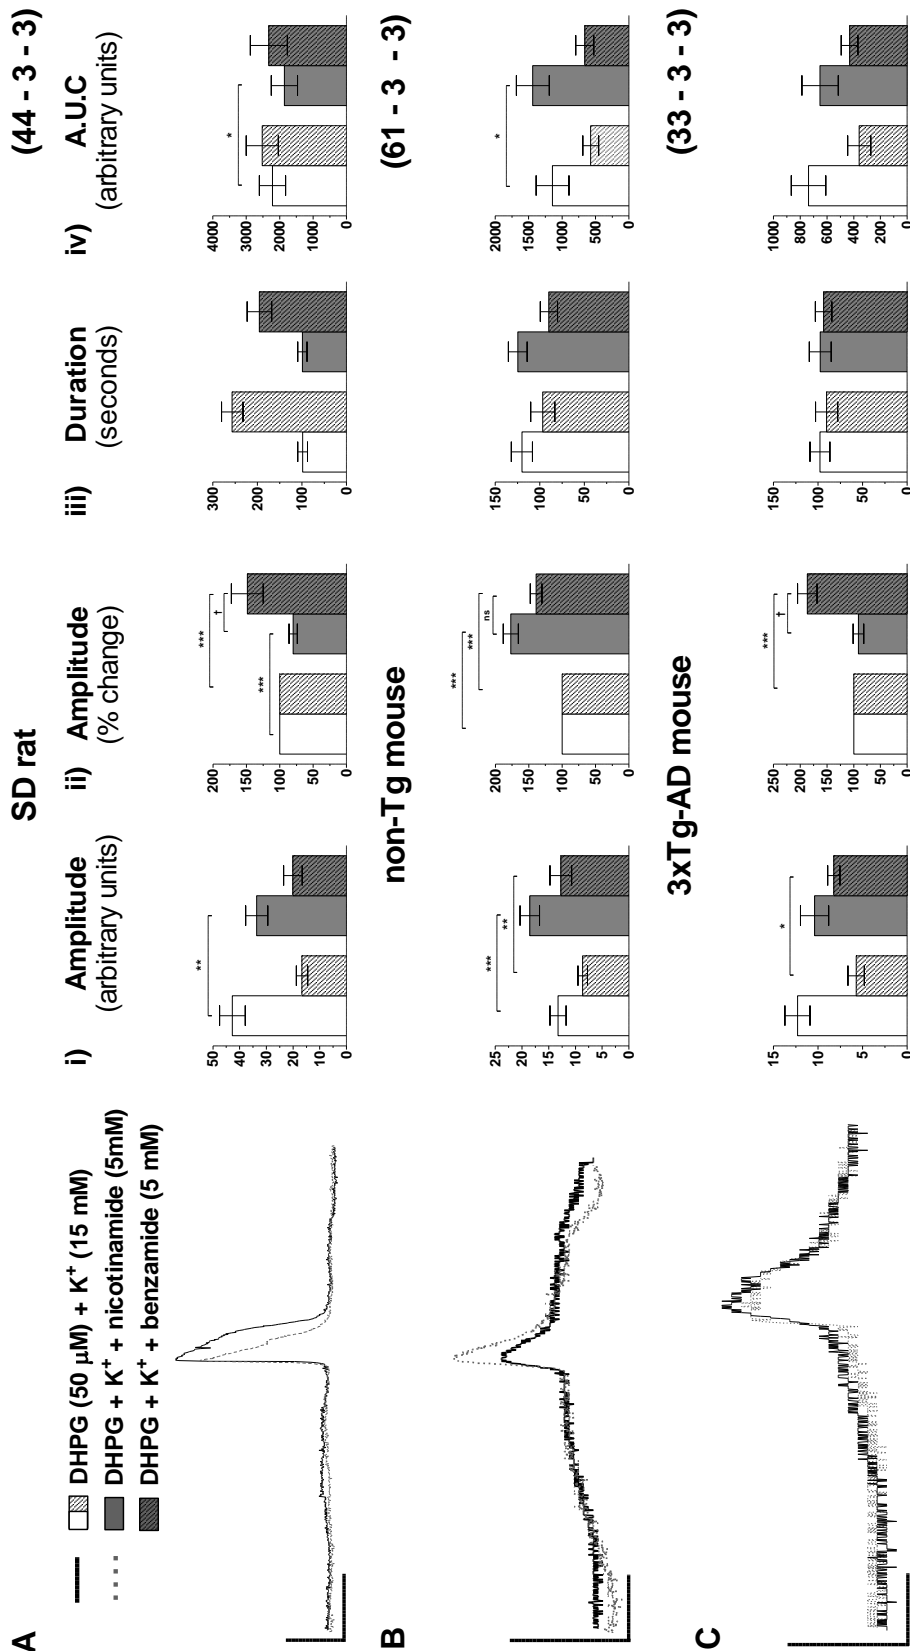 SD rat
(44 - 3 - 3)
A
DHPG (50 μM) + K+ (15 mM)
DHPG + K+ + nicotinamide (5mM)
DHPG + K+ + benzamide (5 mM)
i)
Amplitude
(arbitrary units)
50
40
30
20
10
0
**
ii)
Amplitude
(% change)
200
150
100
50
0
***
***
†
iii)
Duration
(seconds)
300
200
100
0
iv)
A.U.C
(arbitrary units)
4000
3000
2000
1000
0
*
non-Tg mouse
(61 - 3 - 3)
B
25
20
15
10
5
0
***
**
200
150
100
50
0
***
***
ns
150
100
50
0
2000
1500
1000
500
0
*
3xTg-AD mouse
(33 - 3 - 3)
C
15
10
5
0
*
250
200
150
100
50
0
***
†
150
100
50
0
1000
800
600
400
200
0